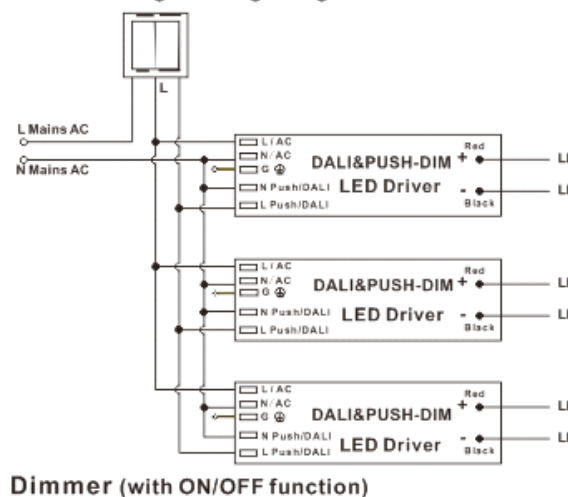 L
L Mains AC
N Mains AC
L/AC
N/AC
G
N Push/DALI
L Push/DALI
DALI&PUSH-DIM
LED Driver
Red
+
-
Black
L/AC
N/AC
G
N Push/DALI
L Push/DALI
DALI&PUSH-DIM
LED Driver
Red
+
-
Black
L/AC
N/AC
G
N Push/DALI
L Push/DALI
DALI&PUSH-DIM
LED Driver
Red
+
-
Black
Dimmer (with ON/OFF function)